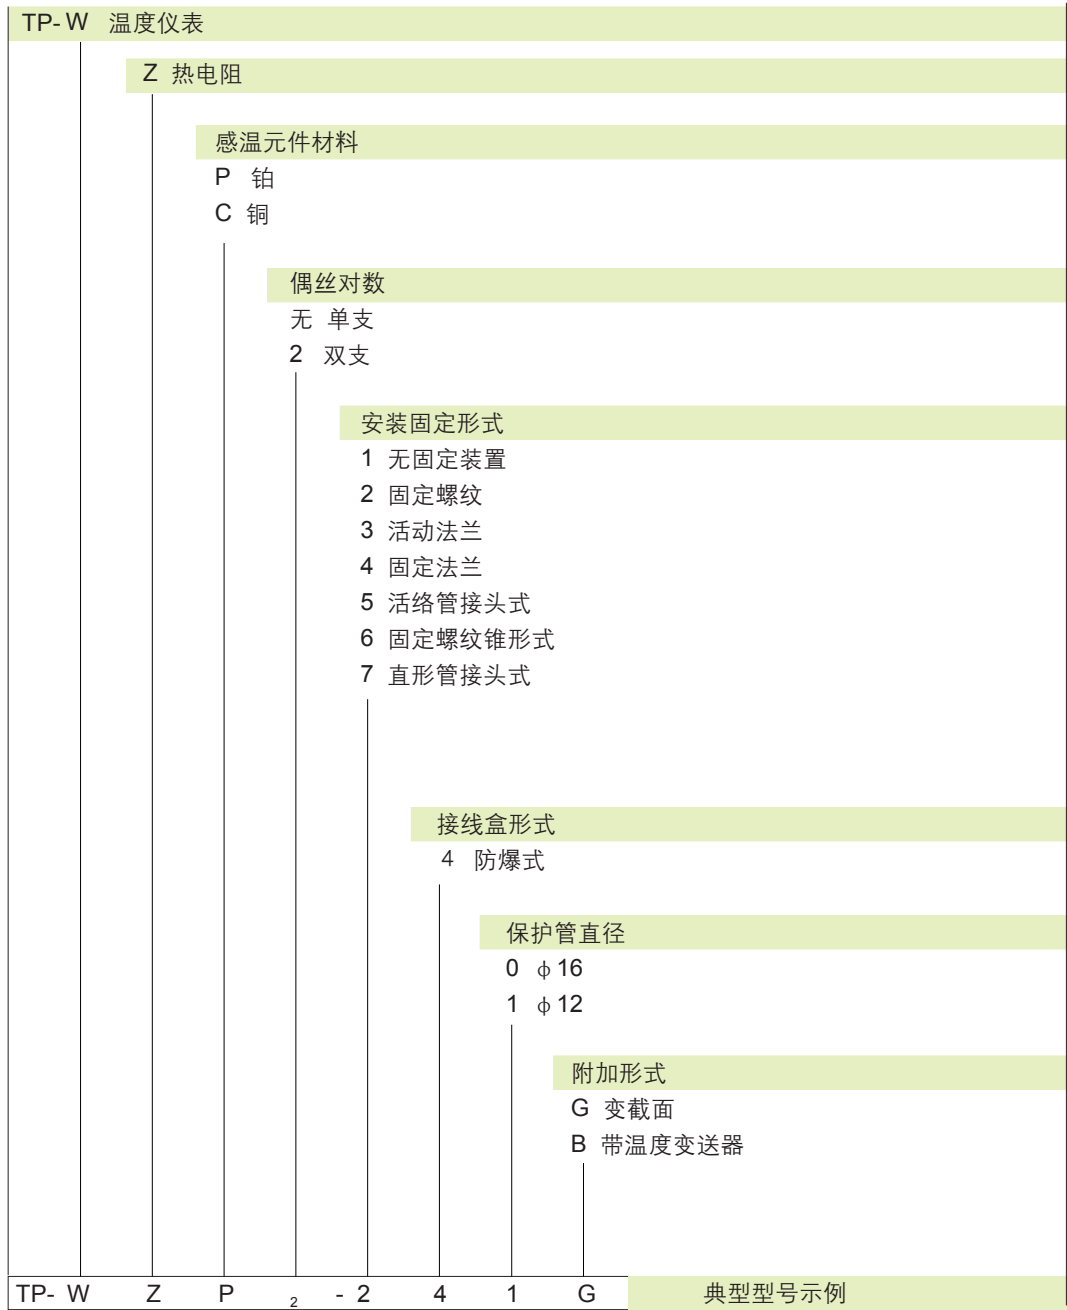 TP- W 温度仪表
Z 热电阻
感温元件材料
P 铂
C 铜
偶丝对数
无 单支
2 双支
安装固定形式
1 无固定装置
2 固定螺纹
3 活动法兰
4 固定法兰
5 活络管接头式
6 固定螺纹锥形式
7 直形管接头式
接线盒形式
4 防爆式
保护管直径
0 ф16
1 ф12
附加形式
G 变截面
B 带温度变送器
TP- W Z P 2 - 2 4 1 G 典型型号示例